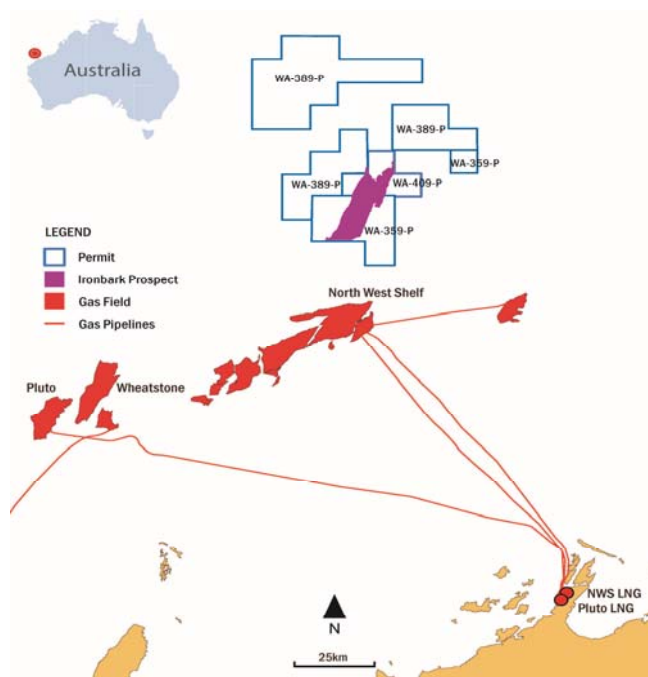 Australia
WA-389-P
WA-389-P
WA-359-P
WA-389-P
WA-409-P
WA-359-P
LEGEND
Permit
Ironbark Prospect
Gas Field
Gas Pipelines
North West Shelf
Pluto
Wheatstone
NWS LNG
Pluto LNG
N
25km